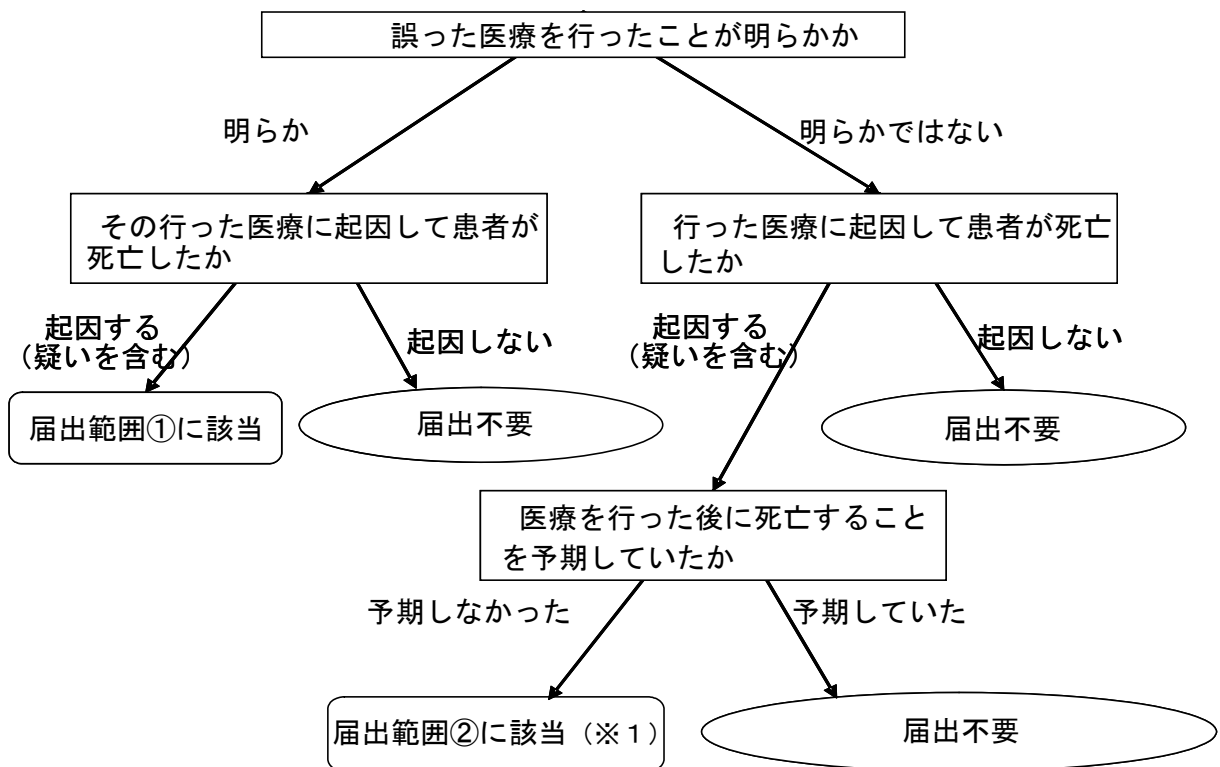 誤った医療を行ったことが明らかか
明らか
明らかではない
その行った医療に起因して患者が
死亡したか
行った医療に起因して患者が死亡
したか
起因する
（疑いを含む）
起因しない
起因する
（疑いを含む）
起因しない
届出範囲①に該当
届出不要
届出不要
医療を行った後に死亡すること
を予期していたか
予期しなかった
予期していた
届出範囲②に該当（※１）
届出不要